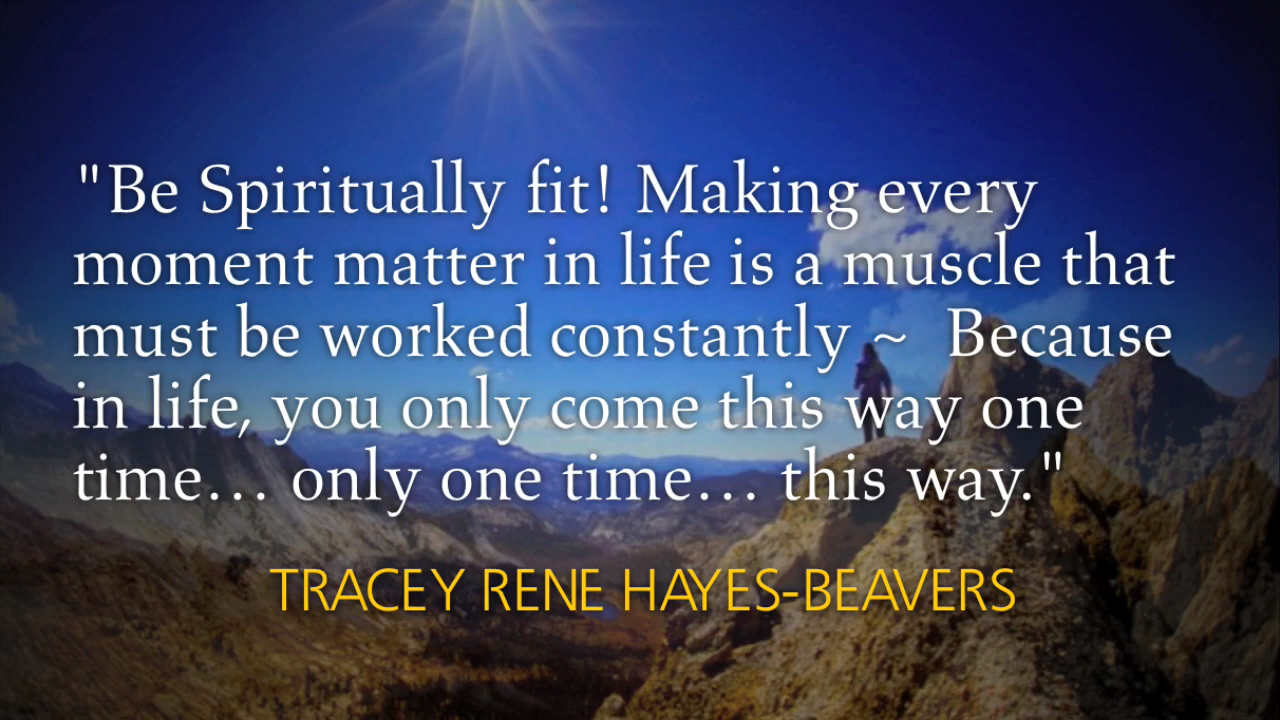 "Be Spiritually fit! Making every
moment matter in life is a muscle that
must be worked constantly ~  Because
in life, you only come this way one
time… only one time… this way."
TRACEY RENE HAYES-BEAVERS